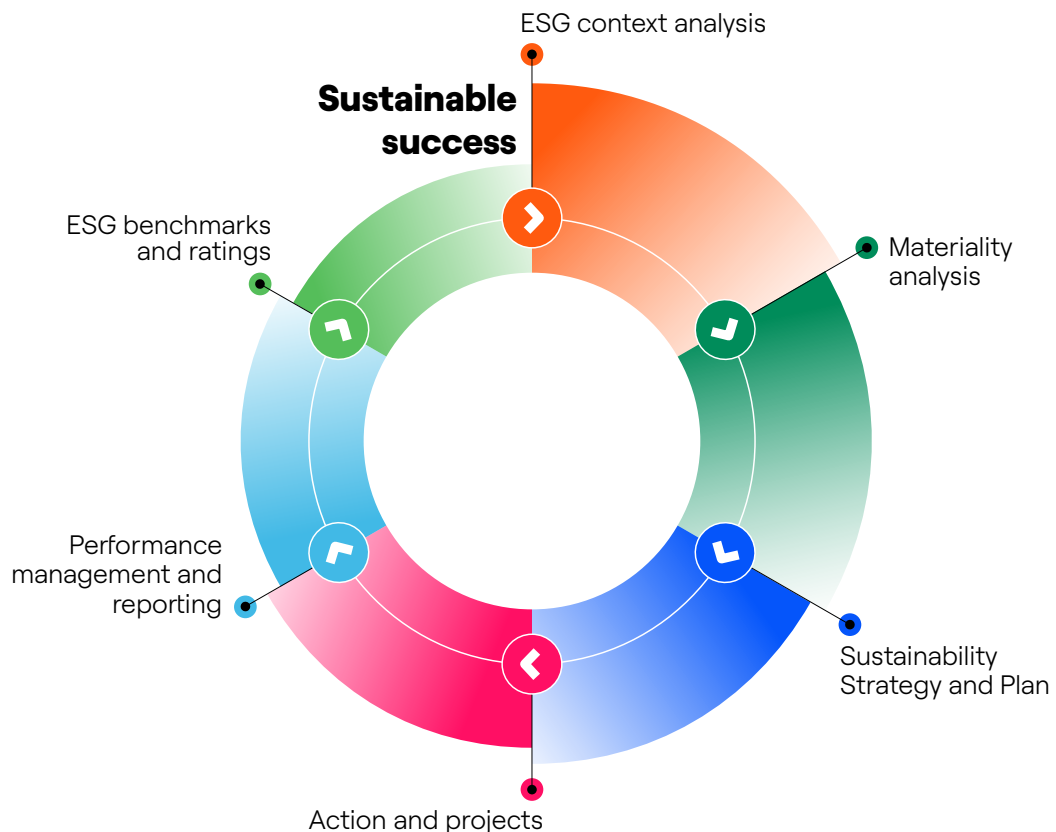 ESG context analysis
Sustainable
success
Materiality
analysis
Sustainability
Strategy and Plan
Action and projects
Performance
management and
reporting
ESG benchmarks
and ratings